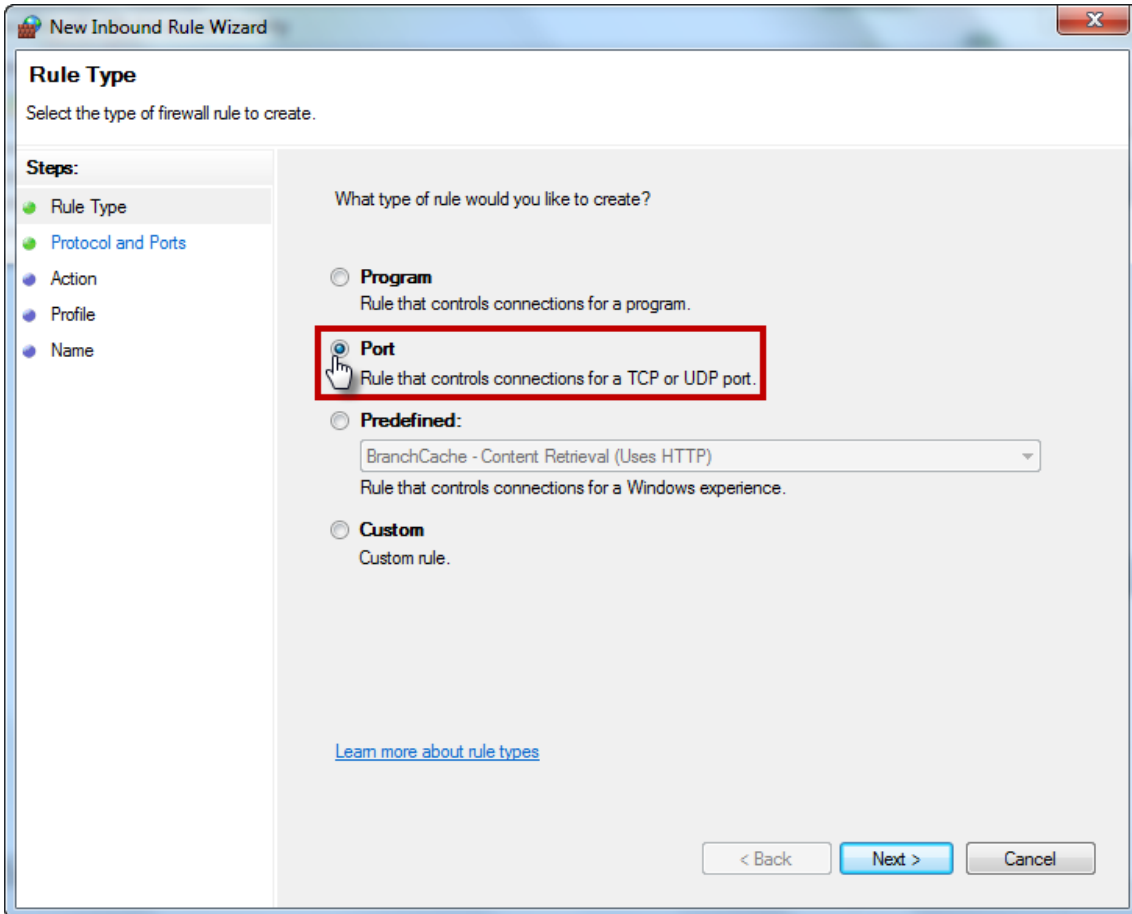 New Inbound Rule Wizard
X
Rule Type
Select the type of firewall rule to create.
Steps:
Rule Type
Protocol and Ports
Action
Profile
Name
What type of rule would you like to create?
Program
Rule that controls connections for a program.
Port
Rule that controls connections for a TCP or UDP port.
Predefined:
BranchCache - Content Retrieval (Uses HTTP)
Rule that controls connections for a Windows experience.
Custom
Custom rule.
Learn more about rule types
< Back
Next >
Cancel